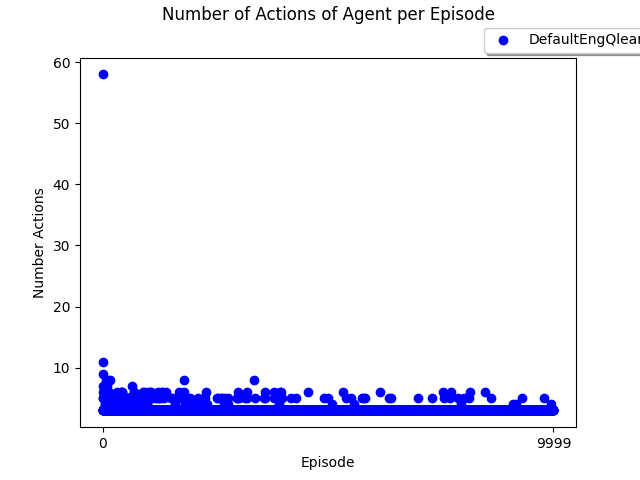 Number of Actions of Agent per Episode
DefaultEngQlear
60
50
40
30
20
10
Number Actions
0
9999
Episode